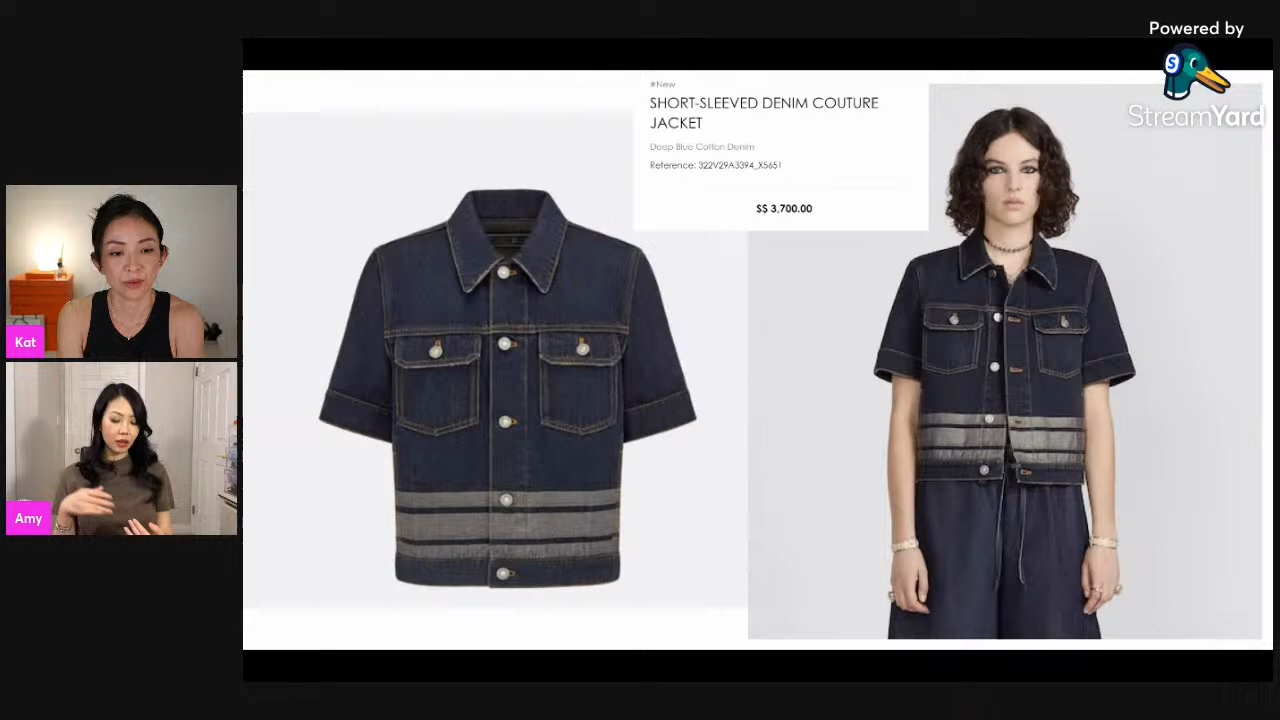 Powered by
S
StreamYard
#New
SHORT-SLEEVED DENIM COUTURE
JACKET
Deep Blue Cotton Denim
Reference: 322V29A3394_X5651
S$ 3,700.00
Kat
Amy